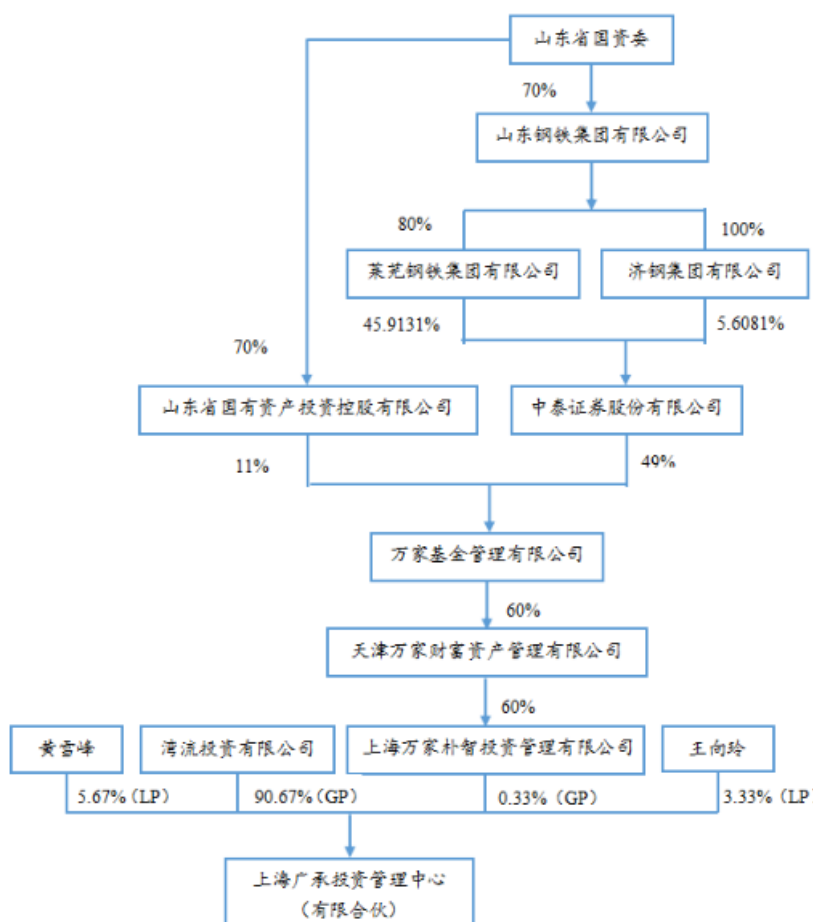 山东省国资委
70%
山东钢铁集团有限公司
80%
100%
莱芜钢铁集团有限公司
济钢集团有限公司
45.9131%
5.6081%
70%
山东省国有资产投资控股有限公司
中泰证券股份有限公司
11%
49%
万家基金管理有限公司
60%
天津万家财富资产管理有限公司
60%
黄雪峰
湾流投资有限公司
上海万家朴智投资管理有限公司
王向玲
5.67%(LP)
90.67%(GP)
0.33%(GP)
3.33%(LP)
上海广承投资管理中心
(有限合伙)